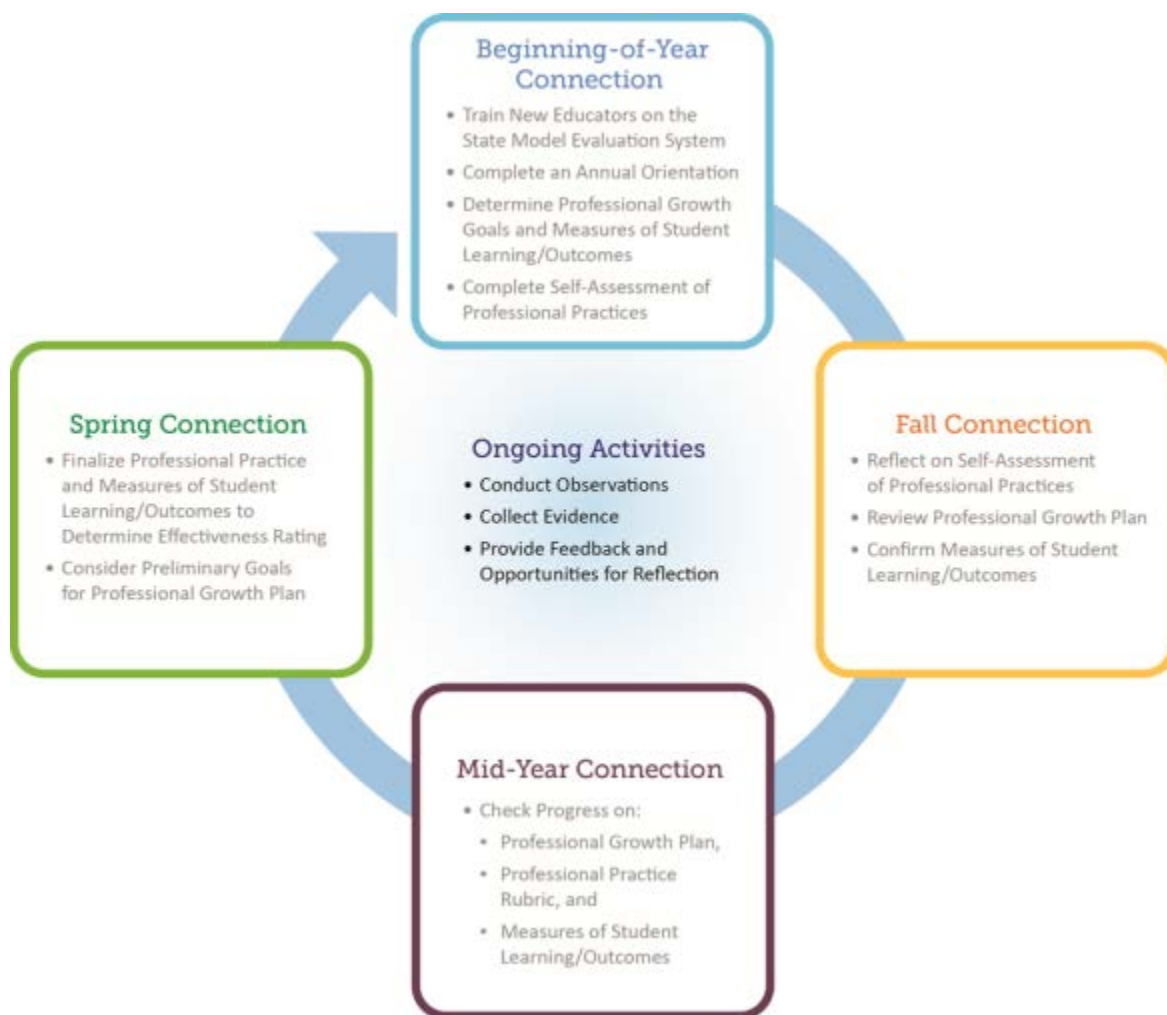 Beginning-of-Year
Connection
• Train New Educators on the
State Model Evaluation System
• Complete an Annual Orientation
• Determine Professional Growth
Goals and Measures of Student
Learning/Outcomes
• Complete Self-Assessment of
Professional Practices
Fall Connection
• Reflect on Self-Assessment
of Professional Practices
• Review Professional Growth Plan
• Confirm Measures of Student
Learning/Outcomes
Mid-Year Connection
• Check Progress on:
• Professional Growth Plan,
• Professional Practice
Rubric, and
• Measures of Student
Learning/Outcomes
Spring Connection
• Finalize Professional Practice
and Measures of Student
Learning/Outcomes to
Determine Effectiveness Rating
• Consider Preliminary Goals
for Professional Growth Plan
Ongoing Activities
• Conduct Observations
• Collect Evidence
• Provide Feedback and
Opportunities for Reflection